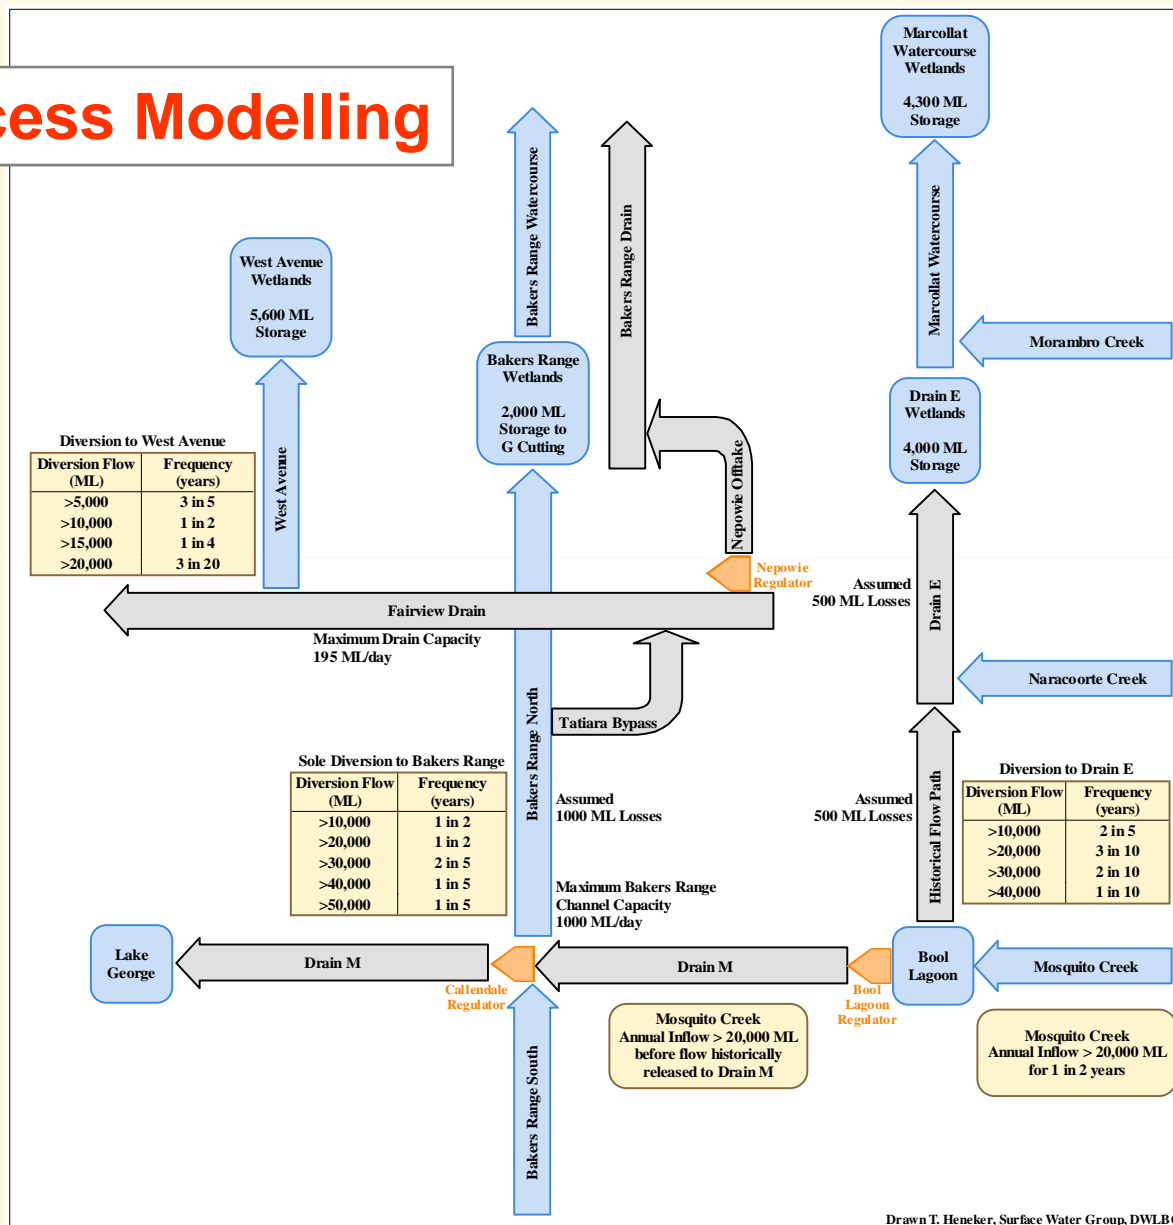 cess Modelling
Marcollat
Watercourse
Wetlands
4,300 ML
Storage
Bakers Range Watercourse
Bakers Range Drain
Marcollat Watercourse
West Avenue
Wetlands
5,600 ML
Storage
Morambro Creek
Bakers Range
Wetlands
2,000 ML
Storage to
G Cutting
Drain E
Wetlands
4,000 ML
Storage
Diversion to West Avenue
Diversion Flow (ML) Frequency (years)
>5,000 3 in 5
>10,000 1 in 2
>15,000 1 in 4
>20,000 3 in 20
West Avenue
Nepowie Offtake
Nepowie
Regulator
Assumed
500 ML Losses
Drain E
Fairview Drain
Maximum Drain Capacity
195 ML/day
Naracoorte Creek
Bakers Range North
Tatiara Bypass
Sole Diversion to Bakers Range
Diversion Flow (ML) Frequency (years)
>10,000 1 in 2
>20,000 1 in 2
>30,000 2 in 5
>40,000 1 in 5
>50,000 1 in 5
Assumed
1000 ML Losses
Assumed
500 ML Losses
Historical Flow Path
Diversion to Drain E
Diversion Flow (ML) Frequency (years)
>10,000 2 in 5
>20,000 3 in 10
>30,000 2 in 10
>40,000 1 in 10
Maximum Bakers Range
Channel Capacity
1000 ML/day
Lake
George
Drain M
Callendale
Regulator
Drain M
Bool
Lagoon
Regulator
Bool
Lagoon
Mosquito Creek
Mosquito Creek
Annual Inflow > 20,000 ML
before flow historically
released to Drain M
Mosquito Creek
Annual Inflow > 20,000 ML
for 1 in 2 years
Bakers Range South
Drawn T. Heneker, Surface Water Group, DWLB